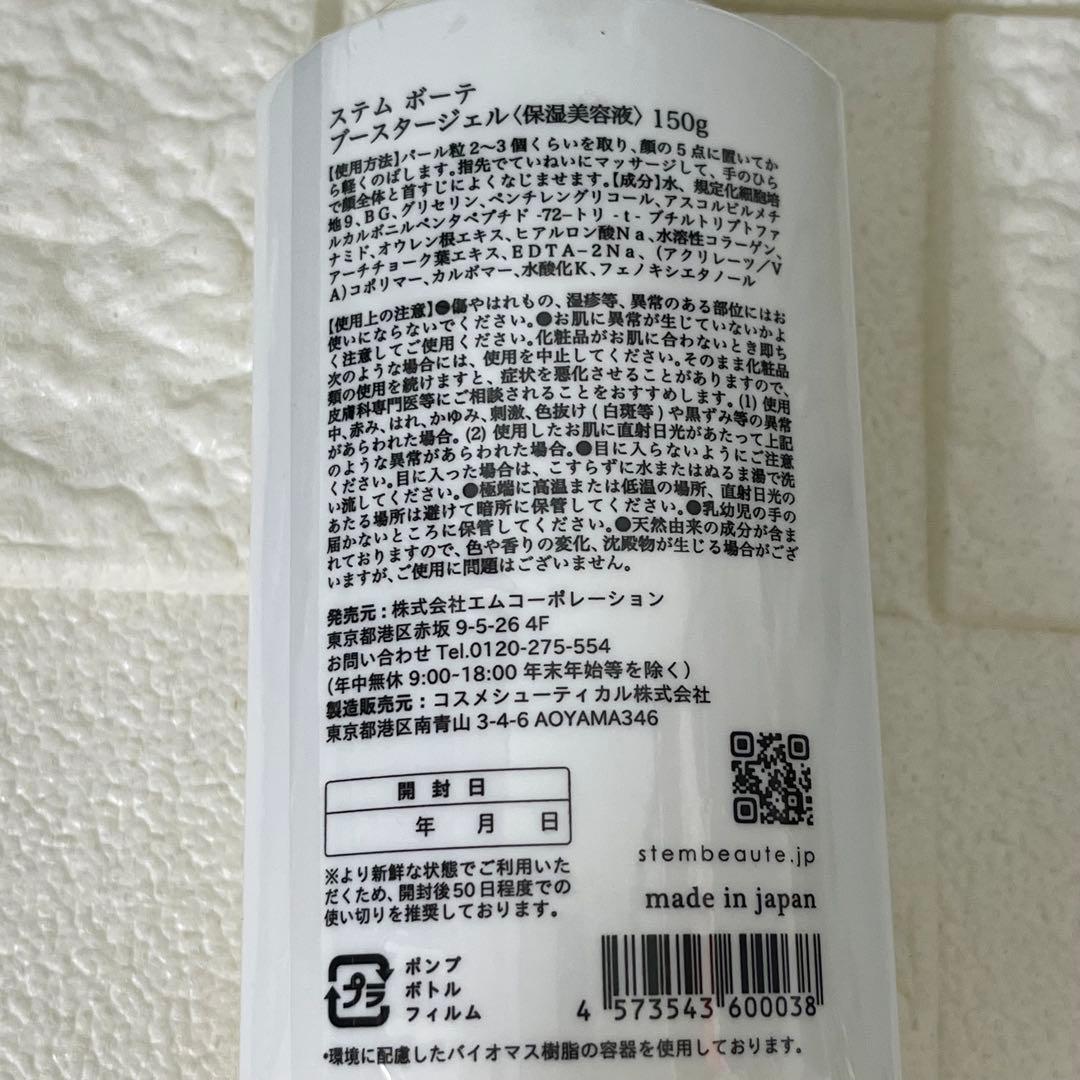 ステム ボーテ
ブースタージェル〈保湿美容液〉150g
【使用方法】パール粒2〜3個くらいを取り、顔の5点に置いてか
ら軽くのばします。指先でていねいにマッサージして、手のひら
で顔全体と首すじによくなじませます。【成分】水、規定化細胞培
地9、BG、グリセリン、ペンチレングリコール、アスコルビルメチ
ルカルボニルペンタペプチド-72–トリ-t-ブチルトリプトファ
ナミド、オウレン根エキス、ヒアルロン酸Na、水溶性コラーゲン、
アーチチョーク葉エキス、EDTA–2Na、(アクリレーツ/V
A)コポリマー、カルボマー、水酸化K、フェノキシエタノール
【使用上の注意】●傷やはれもの、湿疹等、異常のある部位にはお
使いにならないでください。●お肌に異常が生じていないかよ
く注意してご使用ください。化粧品がお肌に合わないとき即ち
次のような場合には、使用を中止してください。そのまま化粧品
類の使用を続けますと、症状を悪化させることがありますので、
皮膚科専門医等にご相談されることをおすすめします。(1) 使用
中、赤み、はれ、かゆみ、刺激、色抜け(白斑等)や黒ずみ等の異常
があらわれた場合。(2) 使用したお肌に直射日光があたって上記
のような異常があらわれた場合。●目に入らないようにご注意
ください。目に入った場合は、こすらずに水またはぬるま湯で洗
い流してください。●極端に高温または低温の場所、直射日光の
あたる場所は避けて暗所に保管してください。●乳幼児の手の
届かないところに保管してください。●天然由来の成分が含ま
れておりますので、色や香りの変化、沈殿物が生じる場合がござ
いますが、ご使用に問題はございません。
発売元：株式会社エムコーポレーション
東京都港区赤坂 9-5-26 4F
お問い合わせ Tel.0120-275-554
(年中無休 9:00~18:00 年末年始等を除く)
製造販売元：コスメシューティカル株式会社
東京都港区南青山 3-4-6 AOYAMA346
開 封 日
年 月 日
※より新鮮な状態でご利用いた
だくため、開封後50日程度での
使い切りを推奨しております。
stembeaute.jp
made in japan
プラ
ポンプ
ボトル
フィルム
4 573543 600038
・環境に配慮したバイオマス樹脂の容器を使用しております。